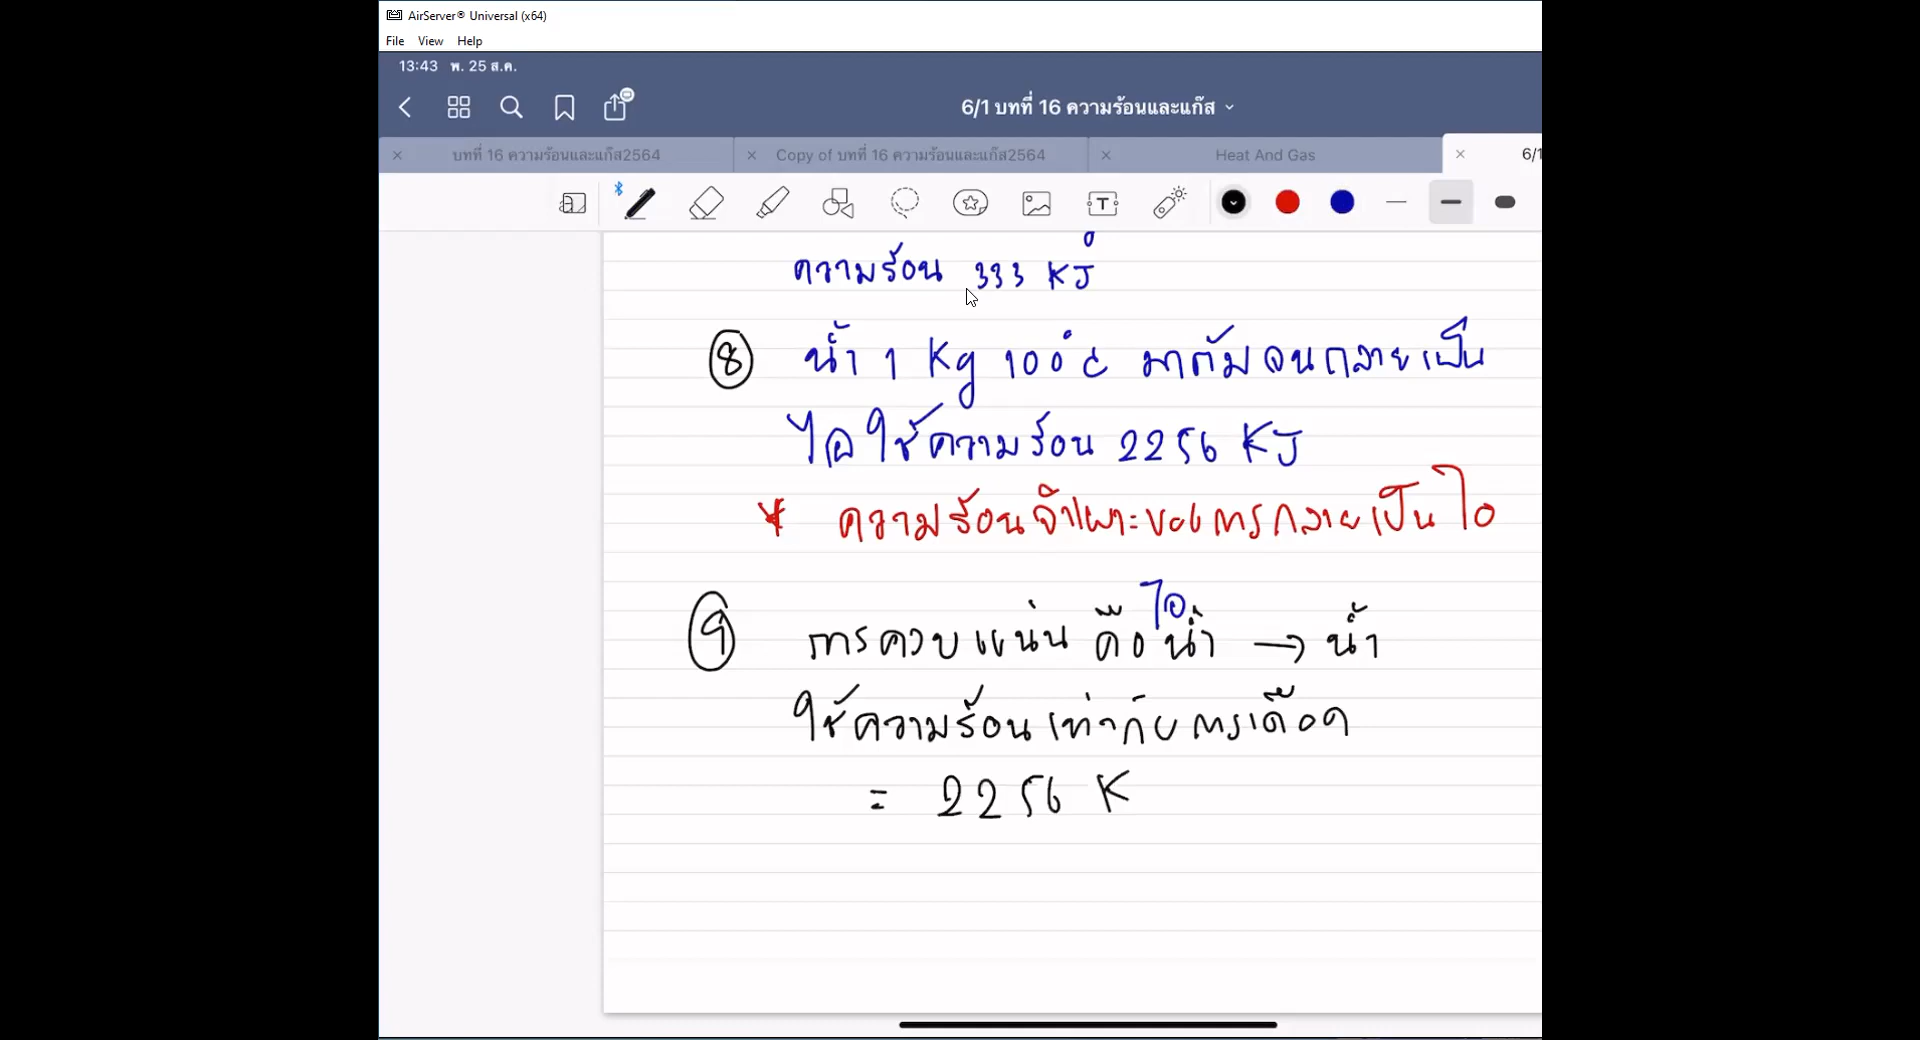 AirServer® Universal (x64)
File View Help
13:43 พ. 25 ส.ค.
6/1 บทที่ 16 ความร้อนและแก๊ส
บทที่ 16 ความร้อนและแก๊ส2564 Copy of บทที่ 16 ความร้อนและแก๊ส2564 Heat And Gas 6/1
ความร้อน 333 KJ
8 น้ำ 1 Kg 100°C มาต้มจนกลายเป็น
ไอ ใช้ความร้อน 2256 KJ
* ความร้อนจำเพาะของการกลายเป็นไอ
9 การควบแน่น คือ ไอน้ำ → น้ำ
ใช้ความร้อนเท่ากับการเดือด
= 2256 K